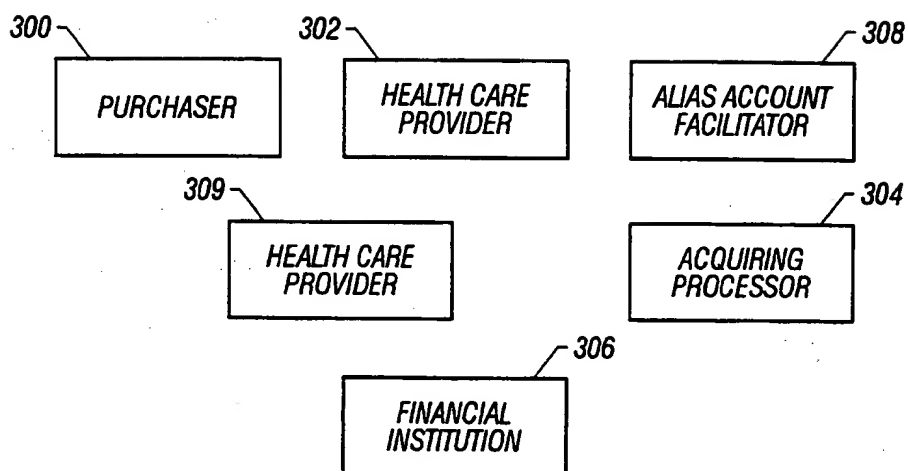 300
PURCHASER
302
HEALTH CARE
PROVIDER
308
ALIAS ACCOUNT
FACILITATOR
309
HEALTH CARE
PROVIDER
304
ACQUIRING
PROCESSOR
306
FINANCIAL
INSTITUTION